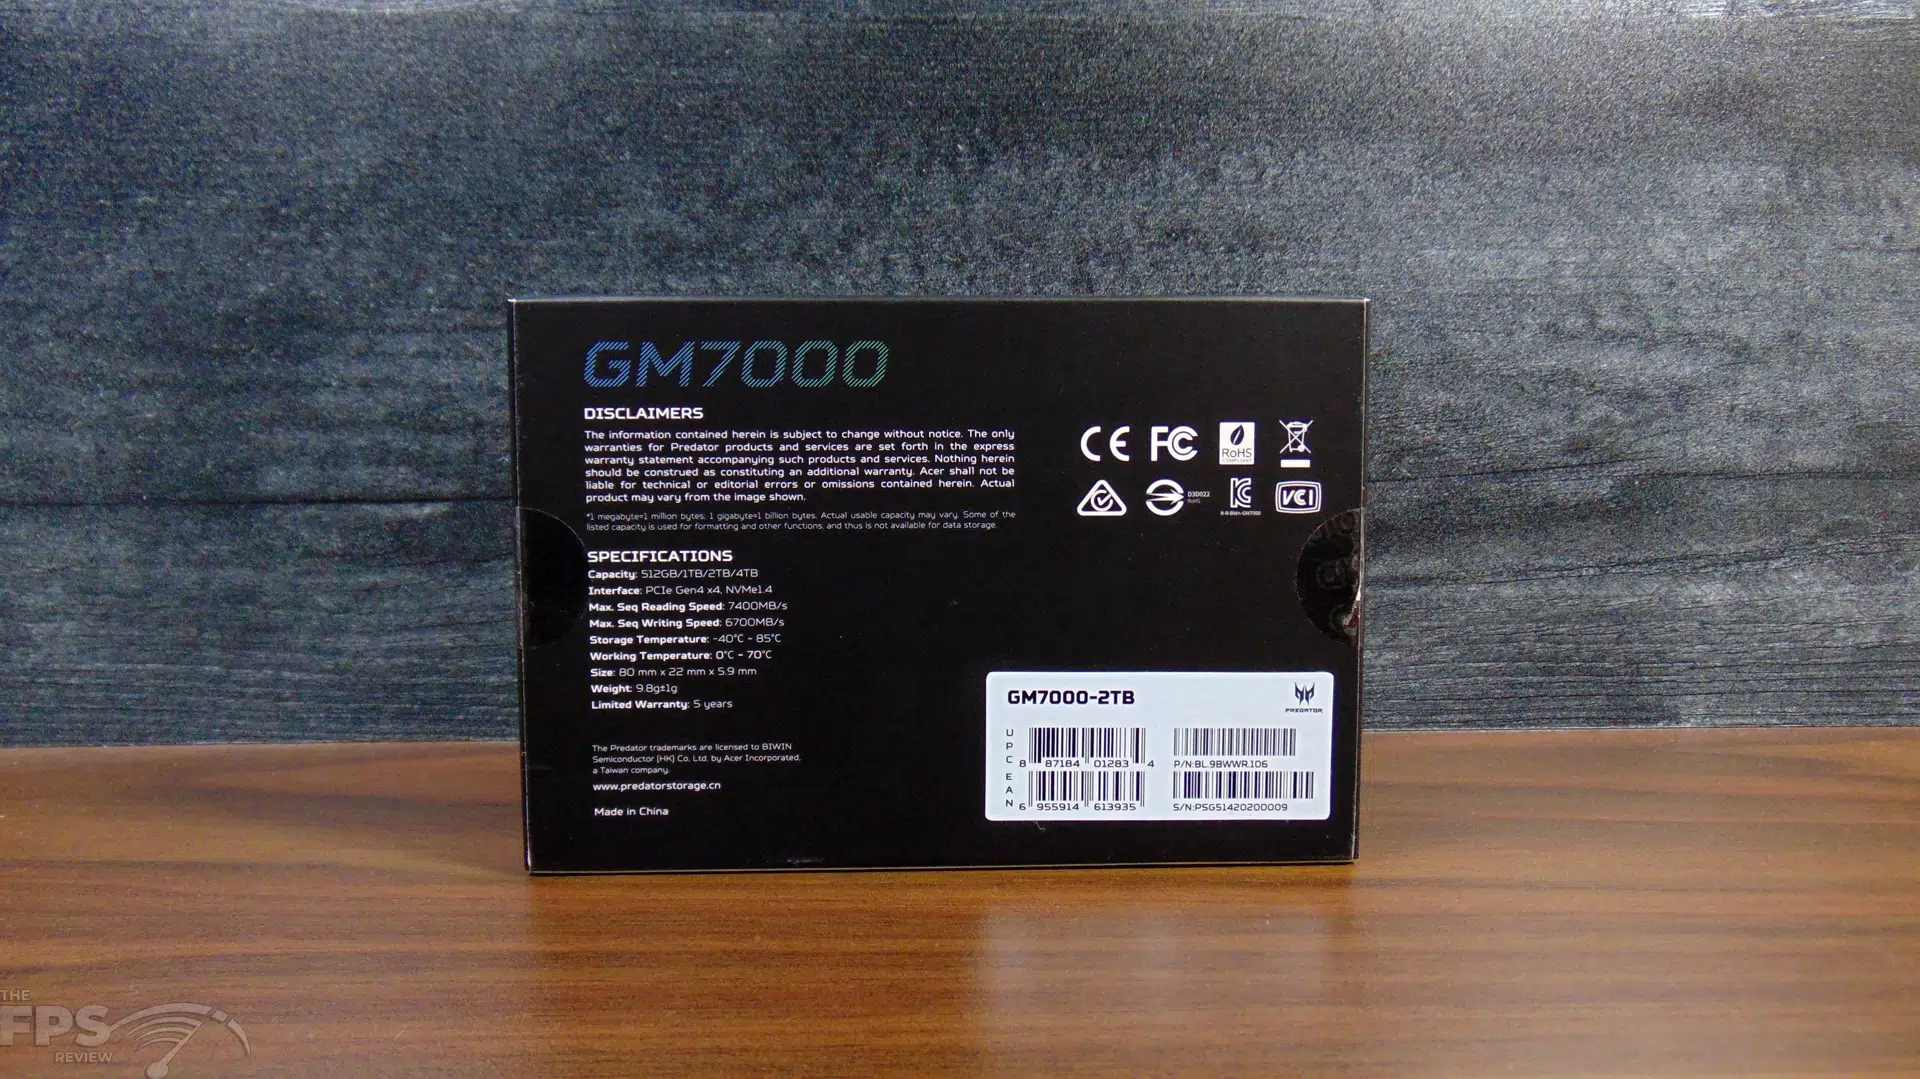 GM7000
DISCLAIMERS
The information contained herein is subject to change without notice. The only
warranties for Predator products and services are set forth in the express
warranty statement accompanying such products and services. Nothing herein
should be construed as constituting an additional warranty. Acer shall not be
liable for technical or editorial errors or omissions contained herein. Actual
product may vary from the image shown.
*1 megabyte=1 million bytes; 1 gigabyte=1 billion bytes. Actual usable capacity may vary. Some of the
listed capacity is used for formatting and other functions, and thus is not available for data storage.
CE FC RoHS
COMPLIANT
D3D022
RoHS
R-R-BWn-GM7000
VCI
SPECIFICATIONS
Capacity: 512GB/1TB/2TB/4TB
Interface: PCIe Gen4 x4, NVMe1.4
Max. Seq Reading Speed: 7400MB/s
Max. Seq Writing Speed: 6700MB/s
Storage Temperature: -40°C ~ 85°C
Working Temperature: 0°C ~ 70°C
Size: 80 mm x 22 mm x 5.9 mm
Weight: 9.8g±1g
Limited Warranty: 5 years
The Predator trademarks are licensed to BIWIN
Semiconductor (HK) Co., Ltd. by Acer Incorporated,
a Taiwan company.
www.predatorstorage.cn
Made in China
GM7000-2TB
PREDATOR
UPC
8 87184 01283 4
P/N:BL.9BWWR.106
EAN
6 955914 613935
S/N:PSG51420200009
THE
FPS
REVIEW